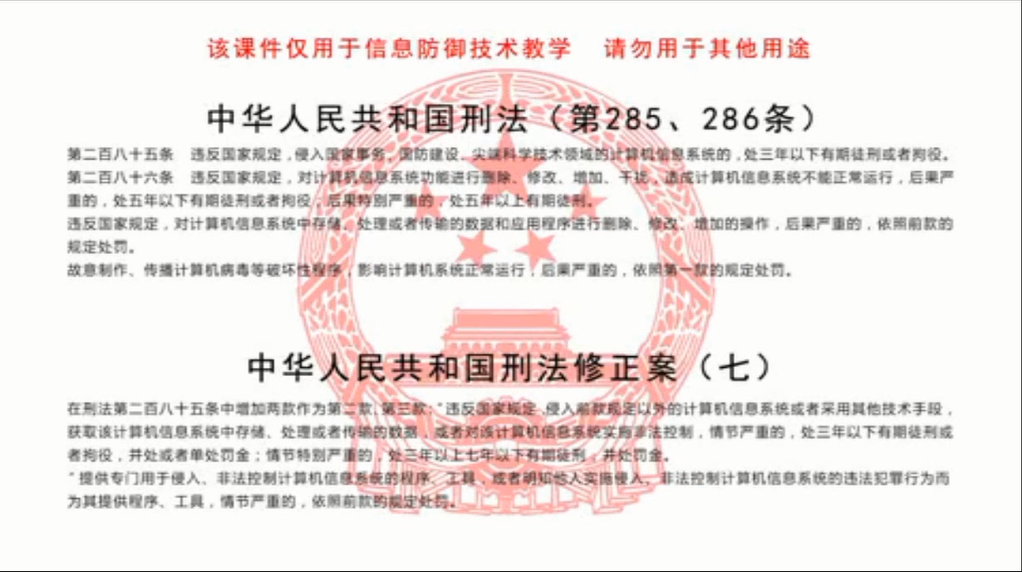 该课件仅用于信息防御技术教学 请勿用于其他用途
中华人民共和国刑法（第285、286条）
第二百八十五条 违反国家规定，侵入国家事务、国防建设、尖端科学技术领域的计算机信息系统的，处三年以下有期徒刑或者拘役。
第二百八十六条 违反国家规定，对计算机信息系统功能进行删除、修改、增加、干扰，造成计算机信息系统不能正常运行，后果严
重的，处五年以下有期徒刑或者拘役；后果特别严重的，处五年以上有期徒刑。
违反国家规定，对计算机信息系统中存储、处理或者传输的数据和应用程序进行删除、修改、增加的操作，后果严重的，依照前款的
规定处罚。
故意制作、传播计算机病毒等破坏性程序，影响计算机系统正常运行，后果严重的，依照第一款的规定处罚。
中华人民共和国刑法修正案（七）
在刑法第二百八十五条中增加两款作为第二款、第三款：“违反国家规定，侵入前款规定以外的计算机信息系统或者采用其他技术手段，
获取该计算机信息系统中存储、处理或者传输的数据，或者对该计算机信息系统实施非法控制，情节严重的，处三年以下有期徒刑或
者拘役，并处或者单处罚金；情节特别严重的，处三年以上七年以下有期徒刑，并处罚金。
“提供专门用于侵入、非法控制计算机信息系统的程序、工具，或者明知他人实施侵入、非法控制计算机信息系统的违法犯罪行为而
为其提供程序、工具，情节严重的，依照前款的规定处罚。